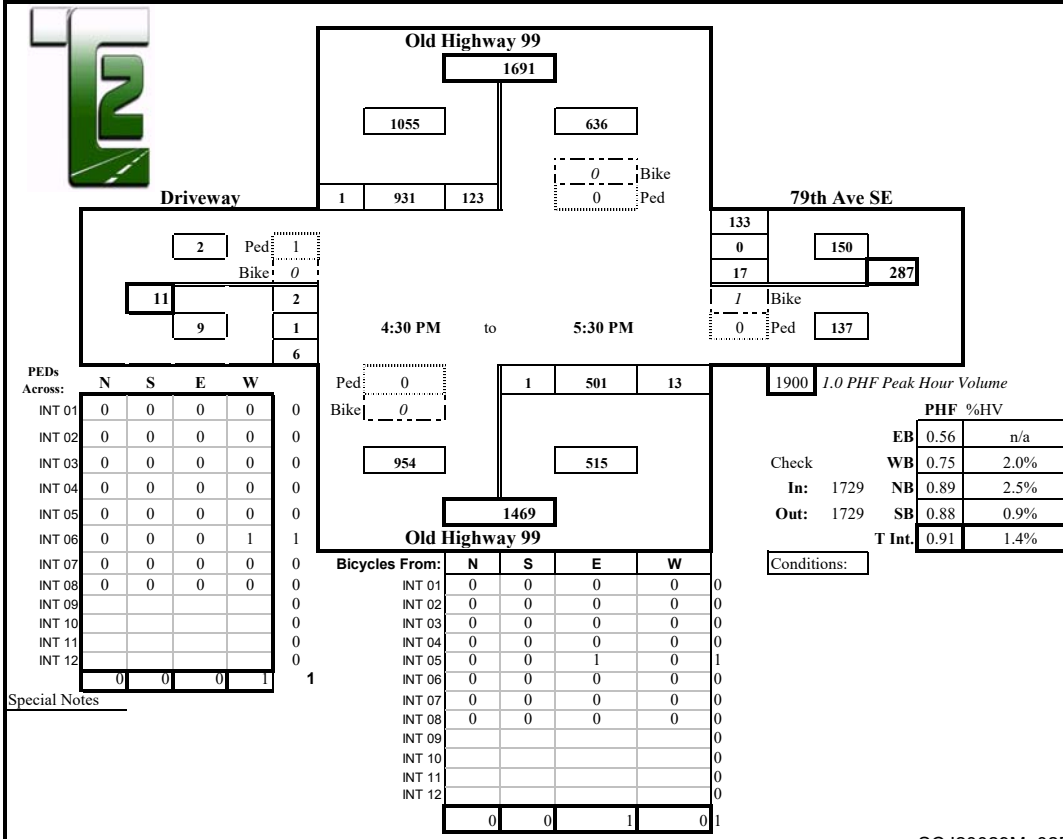 T2
Old Highway 99
1691
1055 636
0 Bike
0 Ped
Driveway 1 931 123 79th Ave SE
133
2 Ped 1 0 150
Bike 0 17 287
11 2 1 Bike
9 1 4:30 PM to 5:30 PM 0 Ped 137
6
PEDs
Across: N S E W Ped 0 1 501 13 1900 1.0 PHF Peak Hour Volume
INT 01 0 0 0 0 0 Bike 0 PHF %HV
INT 02 0 0 0 0 0 EB 0.56 n/a
INT 03 0 0 0 0 0 954 515 Check WB 0.75 2.0%
INT 04 0 0 0 0 0 In: 1729 NB 0.89 2.5%
INT 05 0 0 0 0 0 1469 Out: 1729 SB 0.88 0.9%
INT 06 0 0 0 1 1 Old Highway 99 T Int. 0.91 1.4%
INT 07 0 0 0 0 0 Bicycles From: N S E W Conditions:
INT 08 0 0 0 0 0 INT 01 0 0 0 0 0
INT 09 0 INT 02 0 0 0 0 0
INT 10 0 INT 03 0 0 0 0 0
INT 11 0 INT 04 0 0 0 0 0
INT 12 0 INT 05 0 0 1 0 1
0 0 0 1 1 INT 06 0 0 0 0 0
Special Notes INT 07 0 0 0 0 0
INT 08 0 0 0 0 0
INT 09 0
INT 10 0
INT 11 0
INT 12 0
0 0 1 0 1